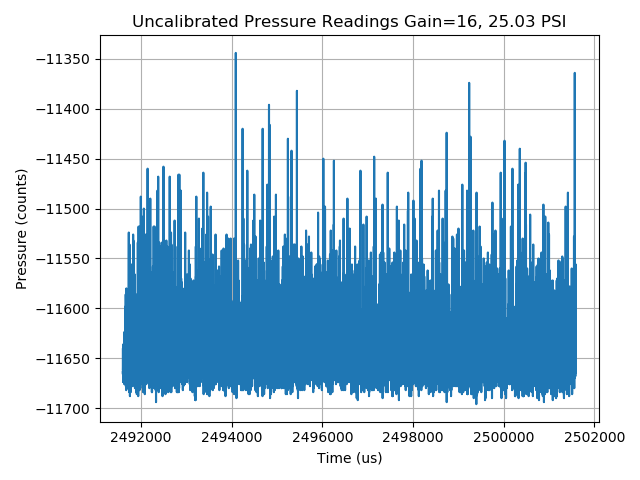 Uncalibrated Pressure Readings Gain=16, 25.03 PSI
−11350
−11400
−11450
−11500
−11550
−11600
−11650
−11700
Pressure (counts)
2492000 2494000 2496000 2498000 2500000 2502000
Time (us)